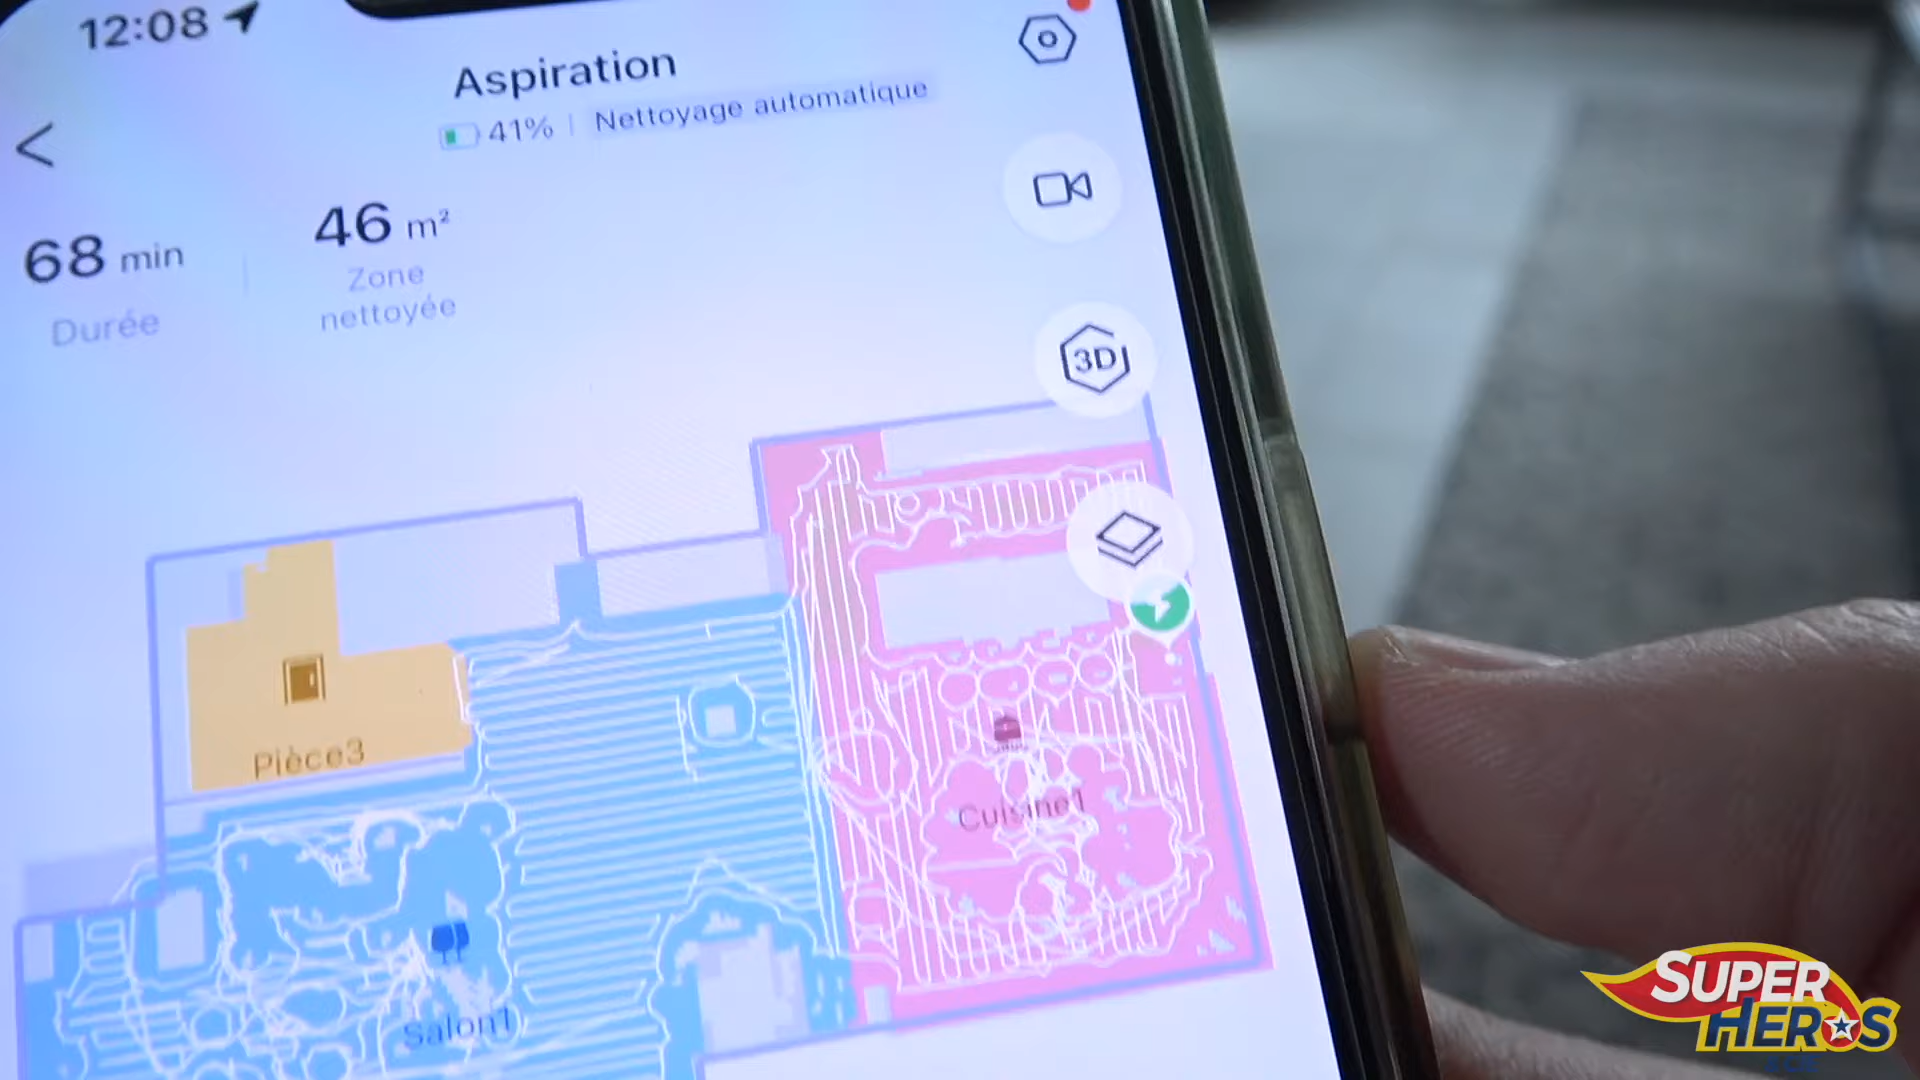 12:08
Aspiration
41% | Nettoyage automatique
68 min
Durée
46 m²
Zone
nettoyée
3D
Pièce3
Cuisine1
Salon1
SUPER
HEROS